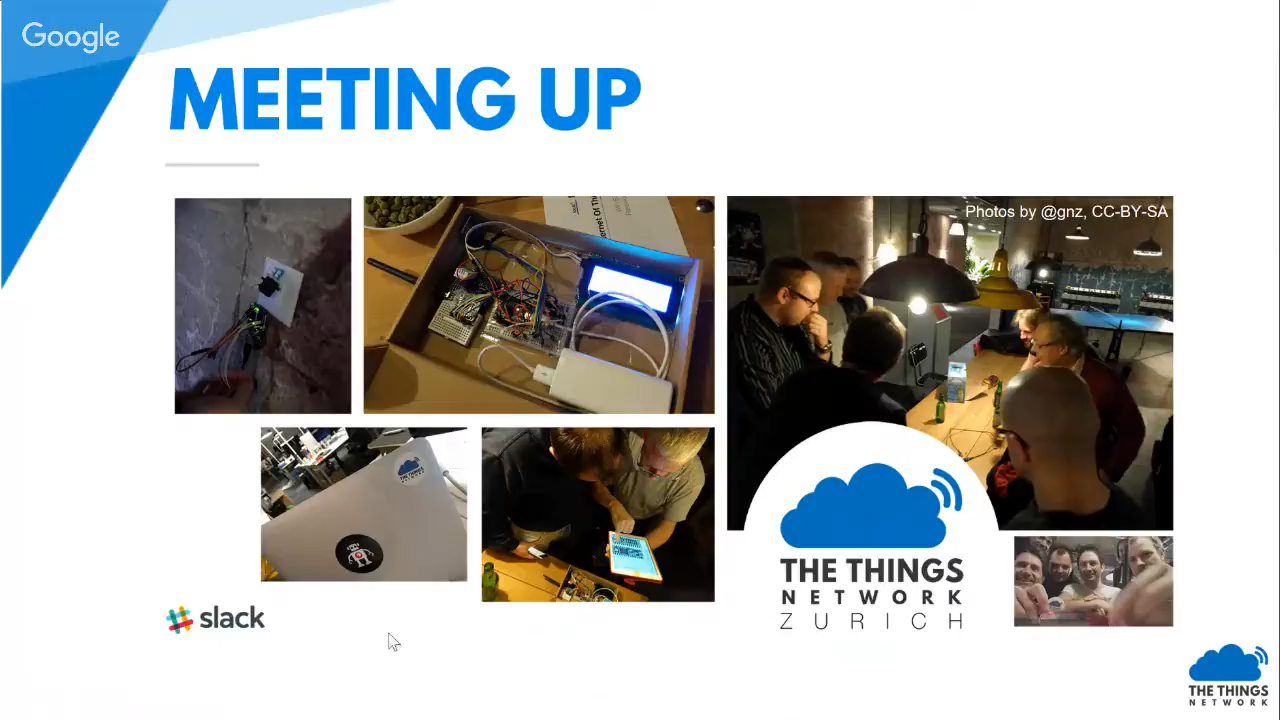 Google
MEETING UP
Photos by @gnz, CC-BY-SA
THE THINGS
NETWORK
ZURICH
slack
THE THINGS
NETWORK